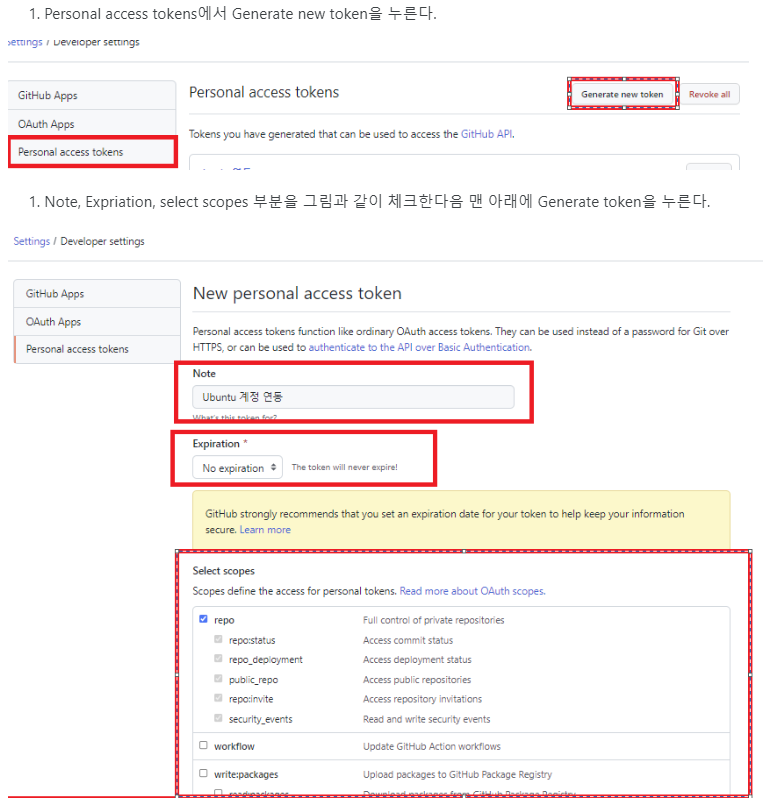 1. Personal access tokens에서 Generate new token을 누른다.
Settings / Developer settings
GitHub Apps
Personal access tokens
Generate new token
Revoke all
OAuth Apps
Tokens you have generated that can be used to access the GitHub API.
Personal access tokens
1. Note, Expriation, select scopes 부분을 그림과 같이 체크한다음 맨 아래에 Generate token을 누른다.
Settings / Developer settings
GitHub Apps
OAuth Apps
Personal access tokens
New personal access token
Personal access tokens function like ordinary OAuth access tokens. They can be used instead of a password for Git over
HTTPS, or can be used to authenticate to the API over Basic Authentication.
Note
Ubuntu 계정 연동
What's this token for?
Expiration *
No expiration The token will never expire!
GitHub strongly recommends that you set an expiration date for your token to help keep your information
secure. Learn more
Select scopes
Scopes define the access for personal tokens. Read more about OAuth scopes.
repo Full control of private repositories
repo:status Access commit status
repo_deployment Access deployment status
public_repo Access public repositories
repo:invite Access repository invitations
security_events Read and write security events
workflow Update GitHub Action workflows
write:packages Upload packages to GitHub Package Registry
read:packages Download packages from GitHub Package Registry